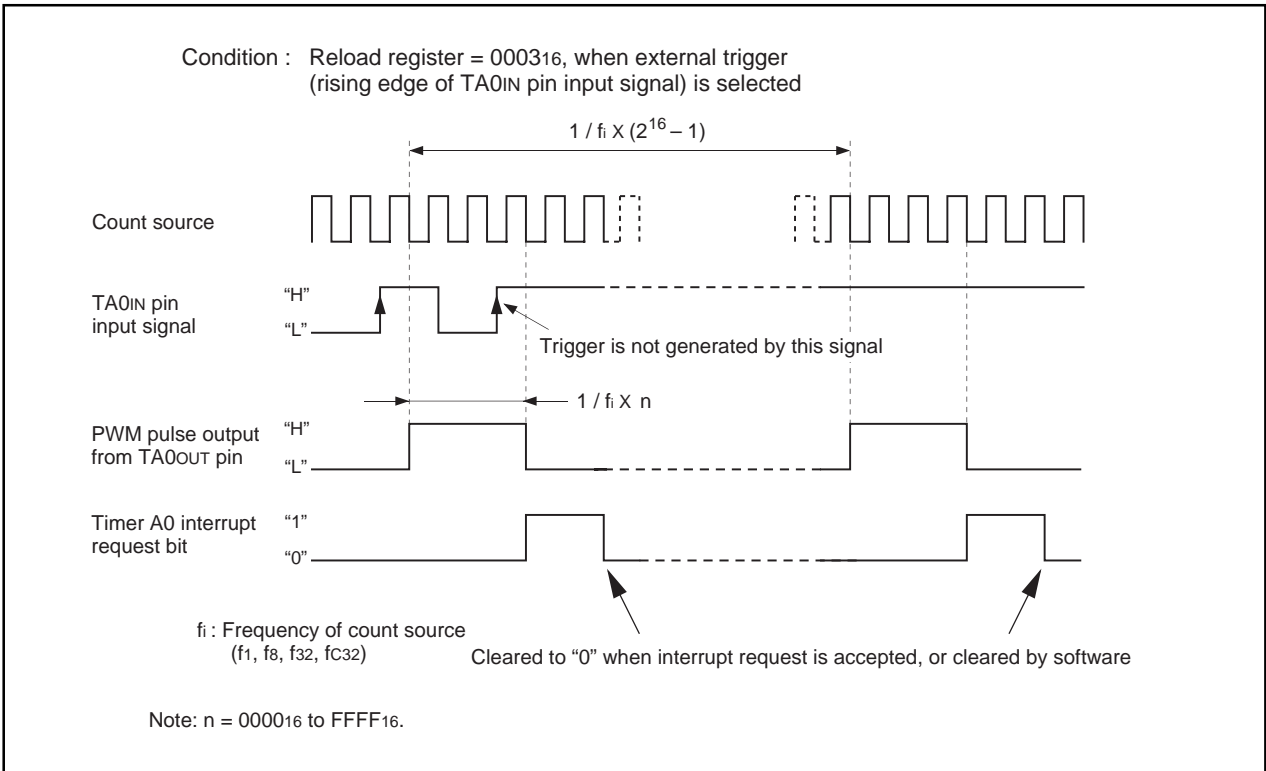 Condition : Reload register = 000316, when external trigger
(rising edge of TA0IN pin input signal) is selected
1 / fi X (2^16 – 1)
Count source
TA0IN pin
input signal
“H”
“L”
Trigger is not generated by this signal
1 / fi X n
PWM pulse output
from TA0OUT pin
“H”
“L”
Timer A0 interrupt
request bit
“1”
“0”
fi : Frequency of count source
(f1, f8, f32, fC32)
Cleared to “0” when interrupt request is accepted, or cleared by software
Note: n = 000016 to FFFF16.